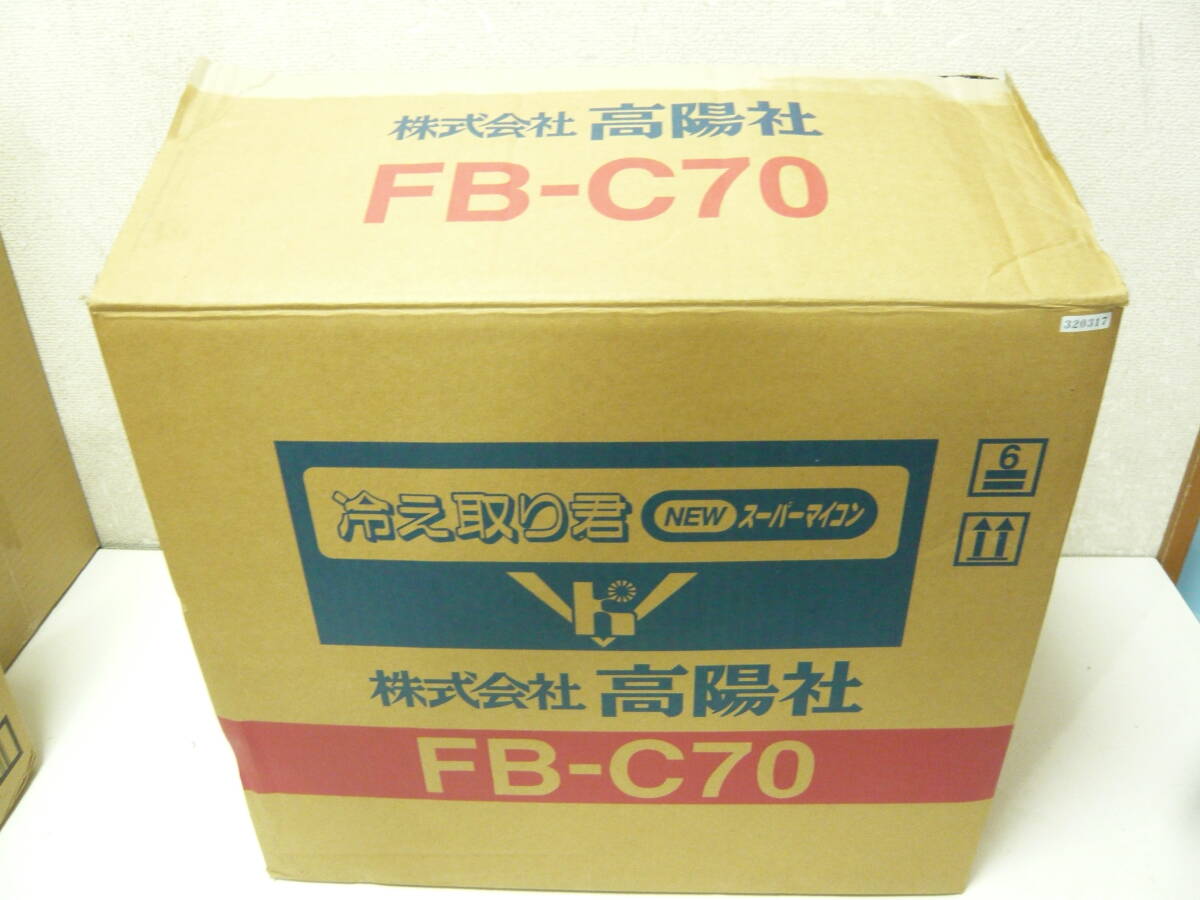 株式会社 高陽社
FB-C70
320317
6
冷え取り君 NEW スーパーマイコン
株式会社 高陽社
FB-C70